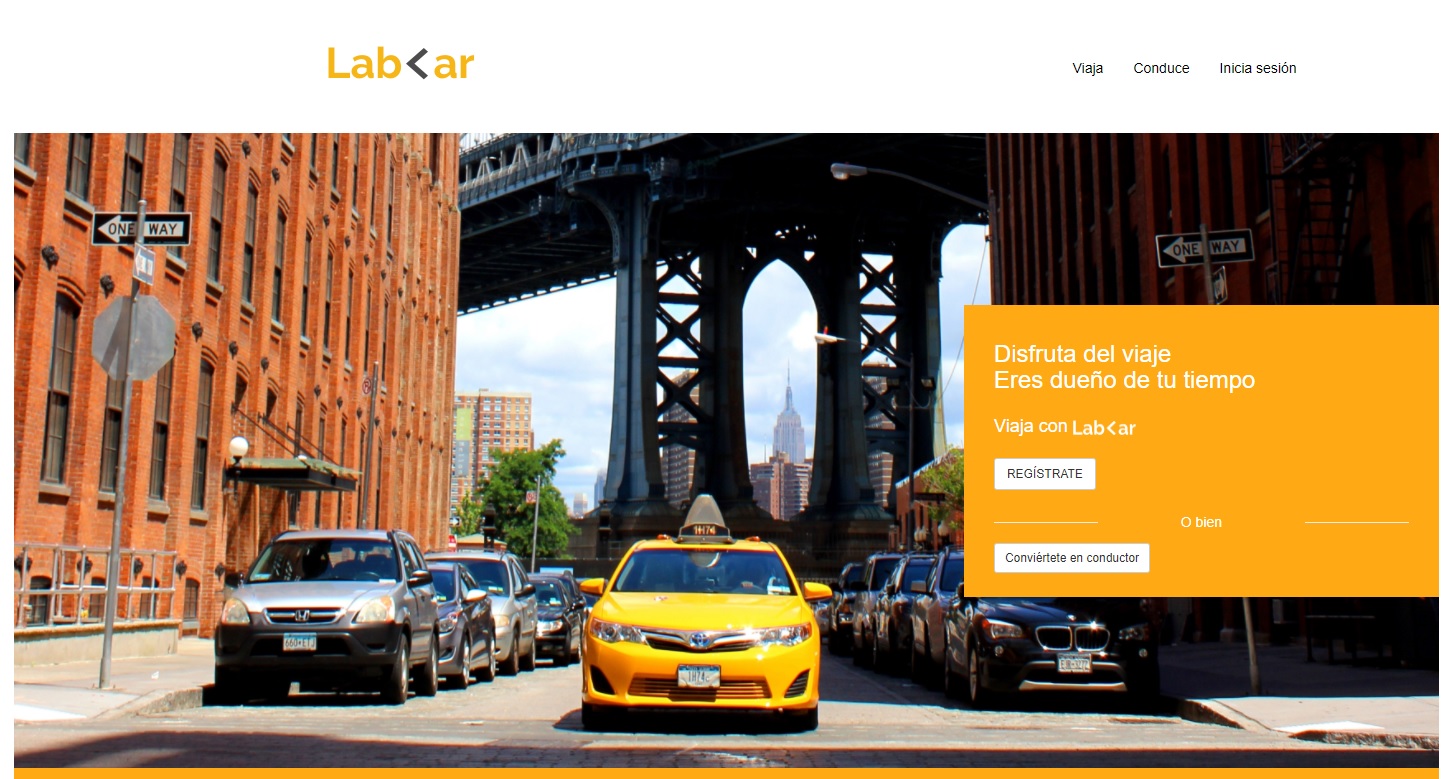 Lab<ar
Viaja
Conduce
Inicia sesión
ONE WAY
ONE WAY
Disfruta del viaje
Eres dueño de tu tiempo
Viaja con Lab<ar
REGÍSTRATE
O bien
Conviértete en conductor
1H74